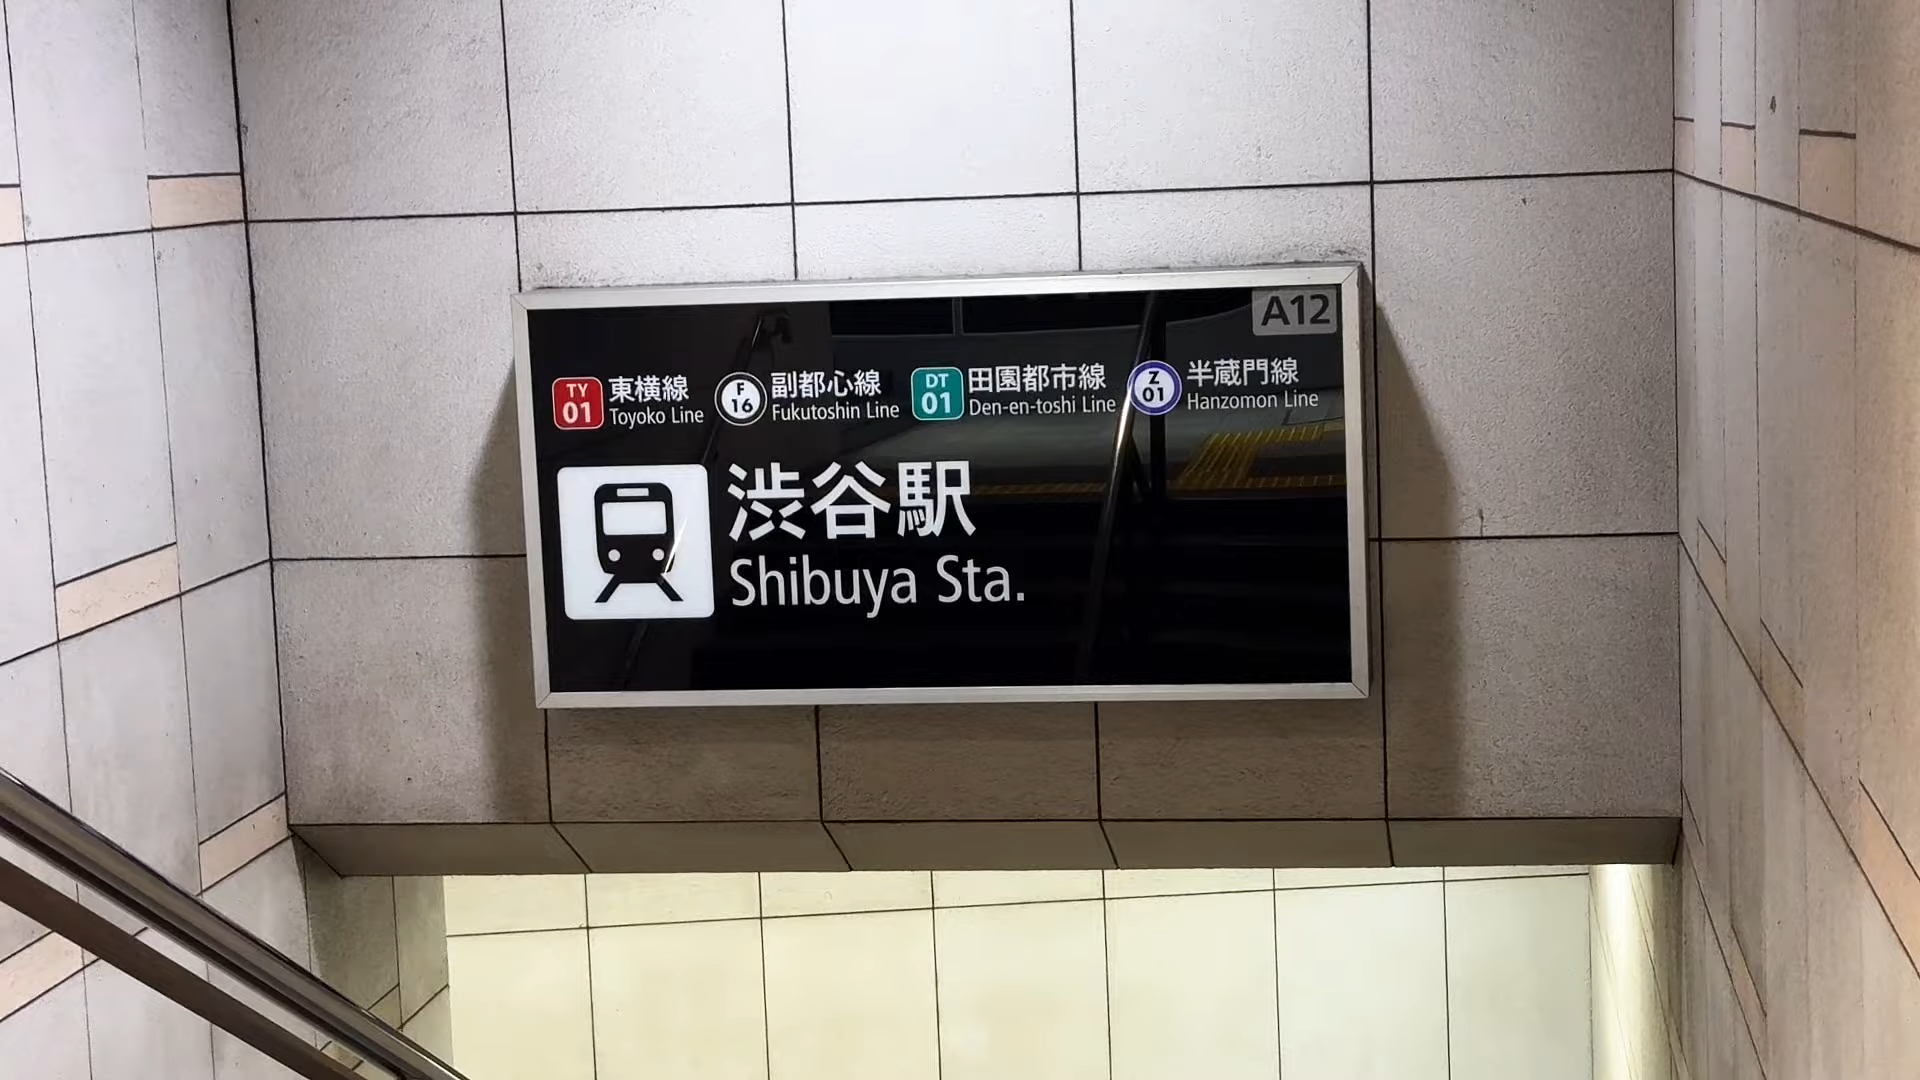 A12
TY 01 東横線 Toyoko Line
F 16 副都心線 Fukutoshin Line
DT 01 田園都市線 Den-en-toshi Line
Z 01 半蔵門線 Hanzomon Line
渋谷駅
Shibuya Sta.